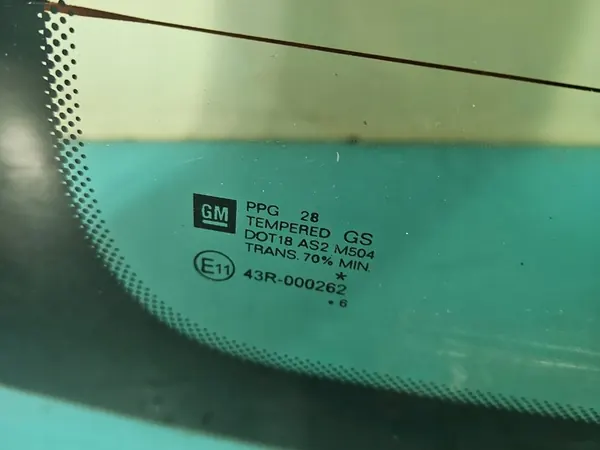 GM
PPG 28
TEMPERED GS
DOT18 AS2 M504
TRANS. 70% MIN.
*
E11 43R-000262
. 6